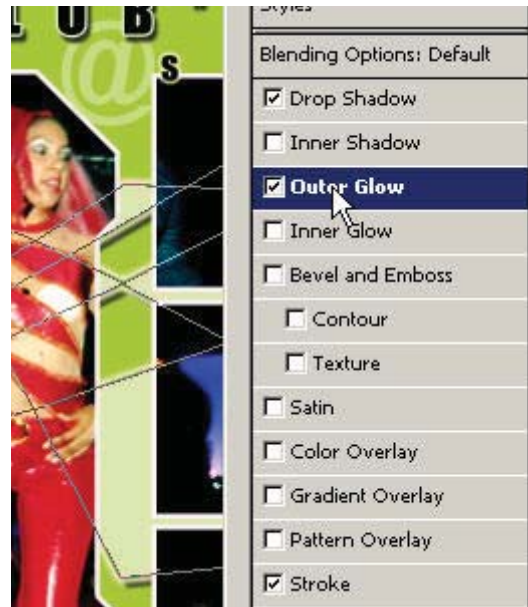 LUB'
@
s
Styles
Blending Options: Default
Drop Shadow
Inner Shadow
Outer Glow
Inner Glow
Bevel and Emboss
Contour
Texture
Satin
Color Overlay
Gradient Overlay
Pattern Overlay
Stroke